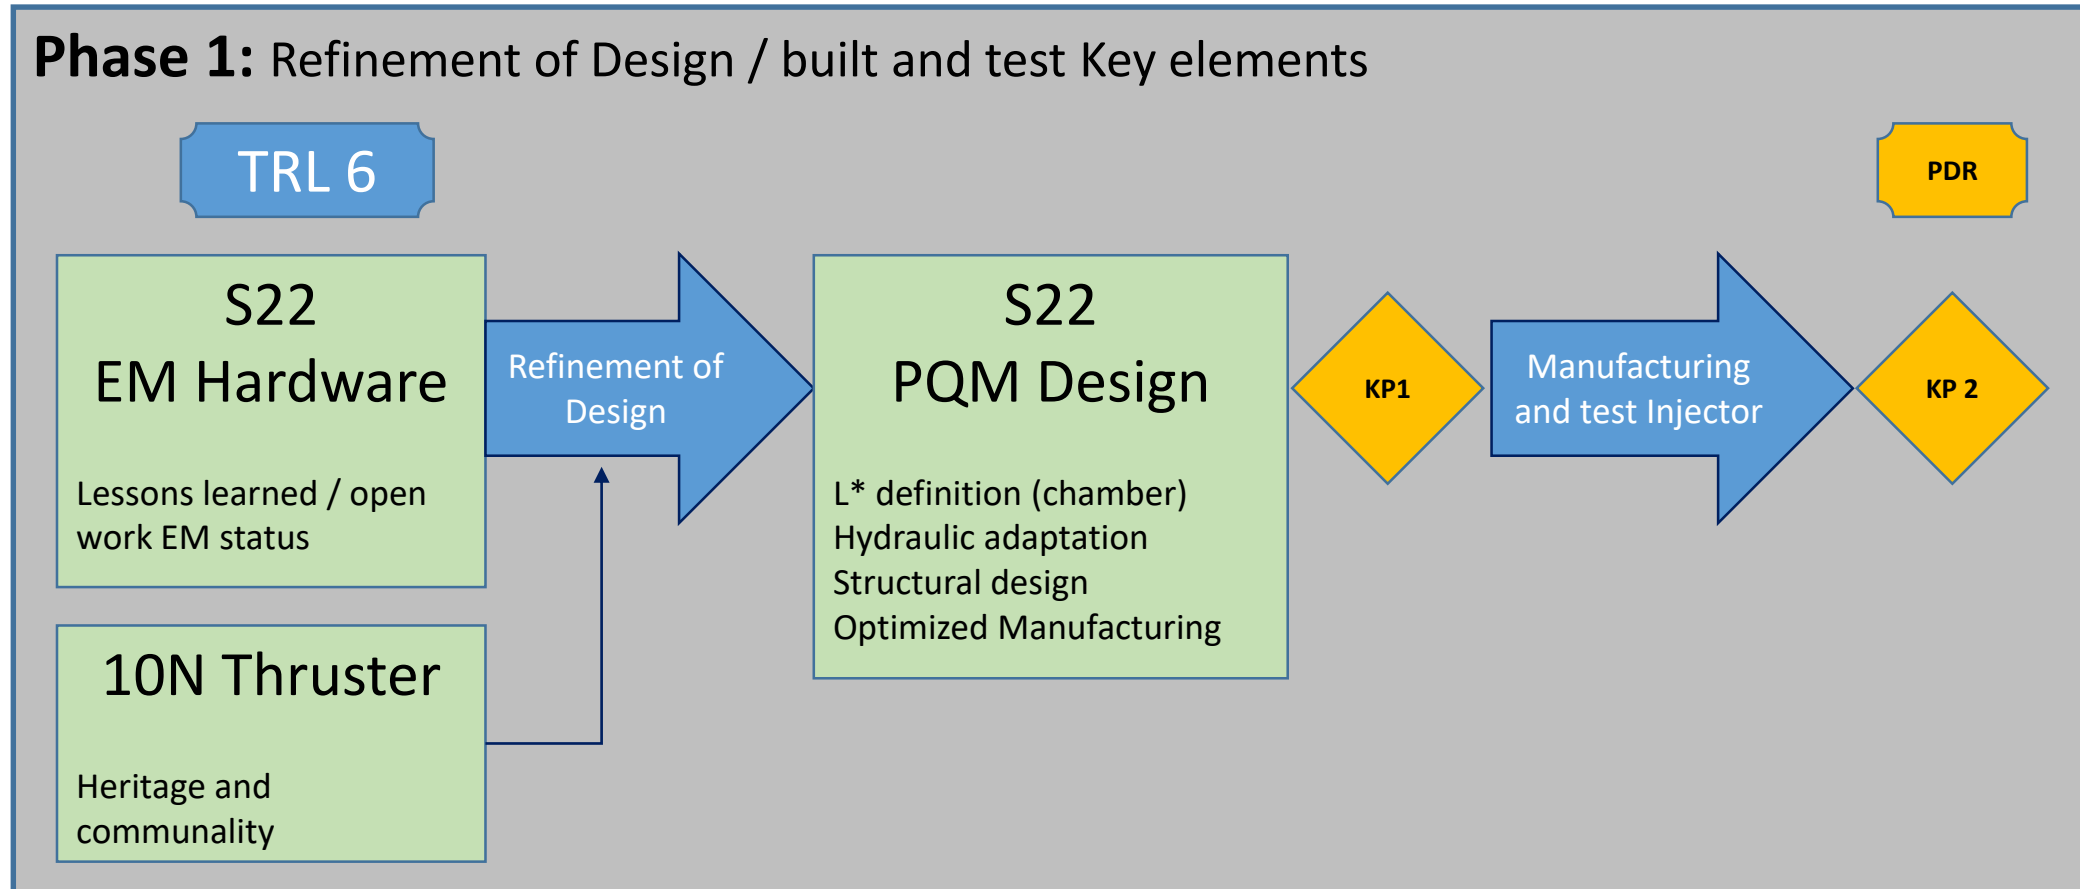 Phase 1: Refinement of Design / built and test Key elements
TRL 6
PDR
S22
EM Hardware
Lessons learned / open
work EM status
Refinement of
Design
S22
PQM Design
L* definition (chamber)
Hydraulic adaptation
Structural design
Optimized Manufacturing
KP1
Manufacturing
and test Injector
KP 2
10N Thruster
Heritage and
communality